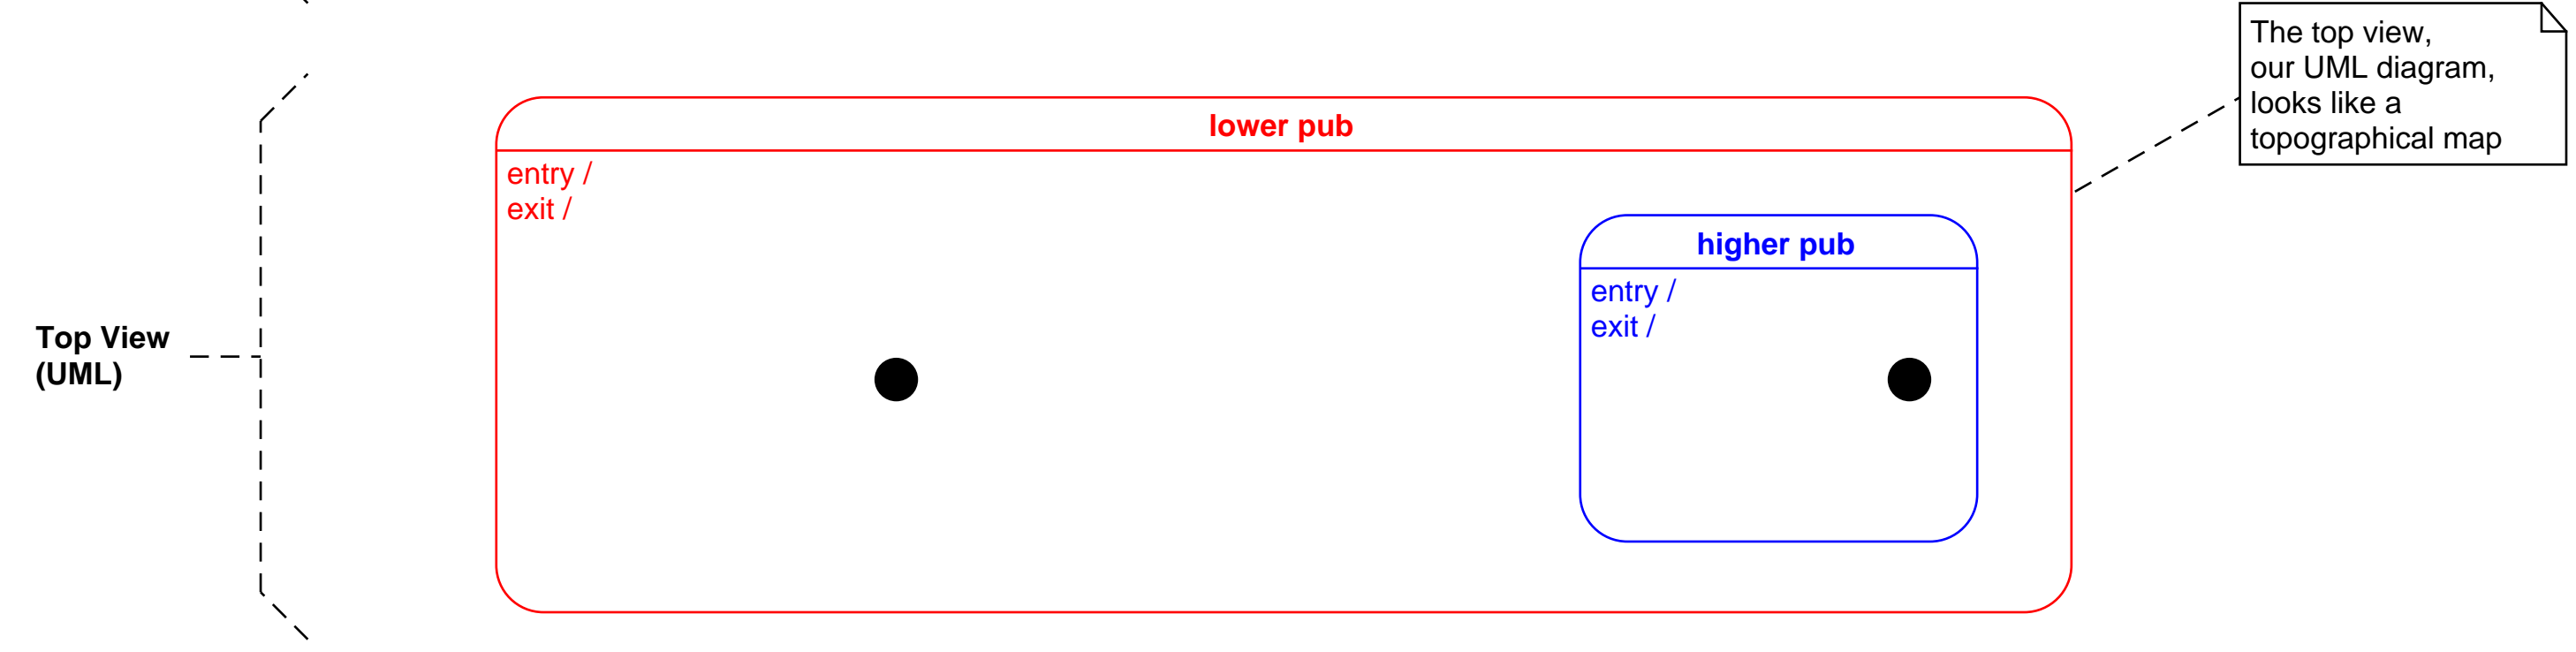 The top view,
our UML diagram,
looks like a
topographical map
lower pub
entry /
exit /
higher pub
entry /
exit /
Top View
(UML)